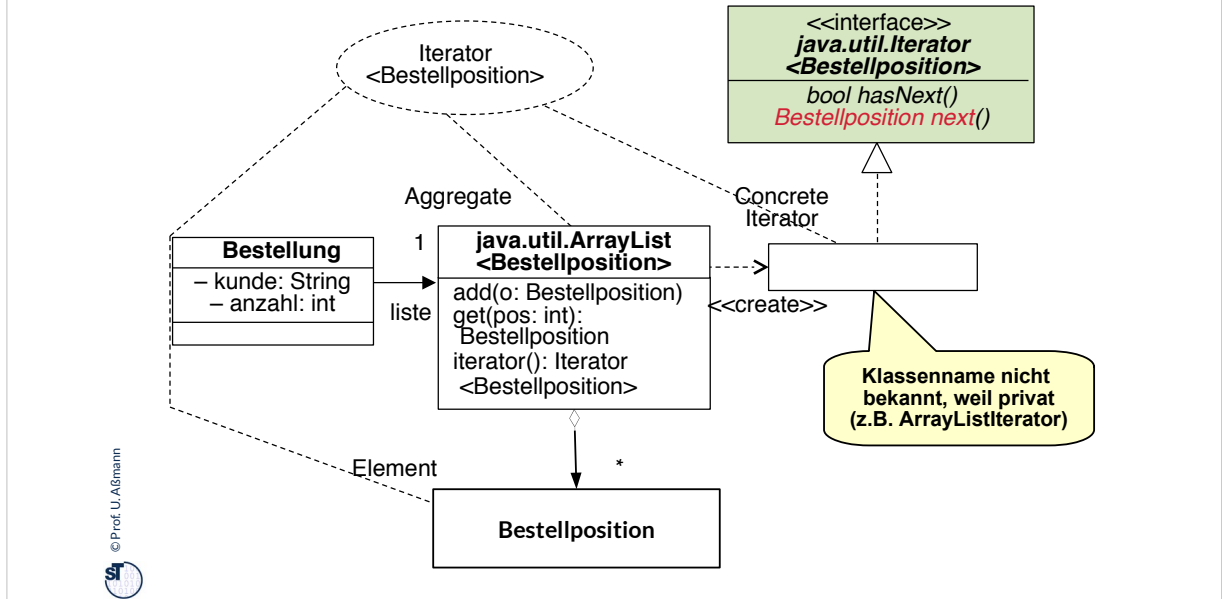 Iterator
<Bestellposition>
<<interface>>
java.util.Iterator
<Bestellposition>
bool hasNext()
Bestellposition next()
Aggregate
Concrete
Iterator
Bestellung
– kunde: String
– anzahl: int
1
liste
java.util.ArrayList
<Bestellposition>
add(o: Bestellposition)
get(pos: int):
Bestellposition
iterator(): Iterator
<Bestellposition>
<<create>>
Klassenname nicht
bekannt, weil privat
(z.B. ArrayListIterator)
Element
*
Bestellposition
© Prof. U. Aßmann
ST